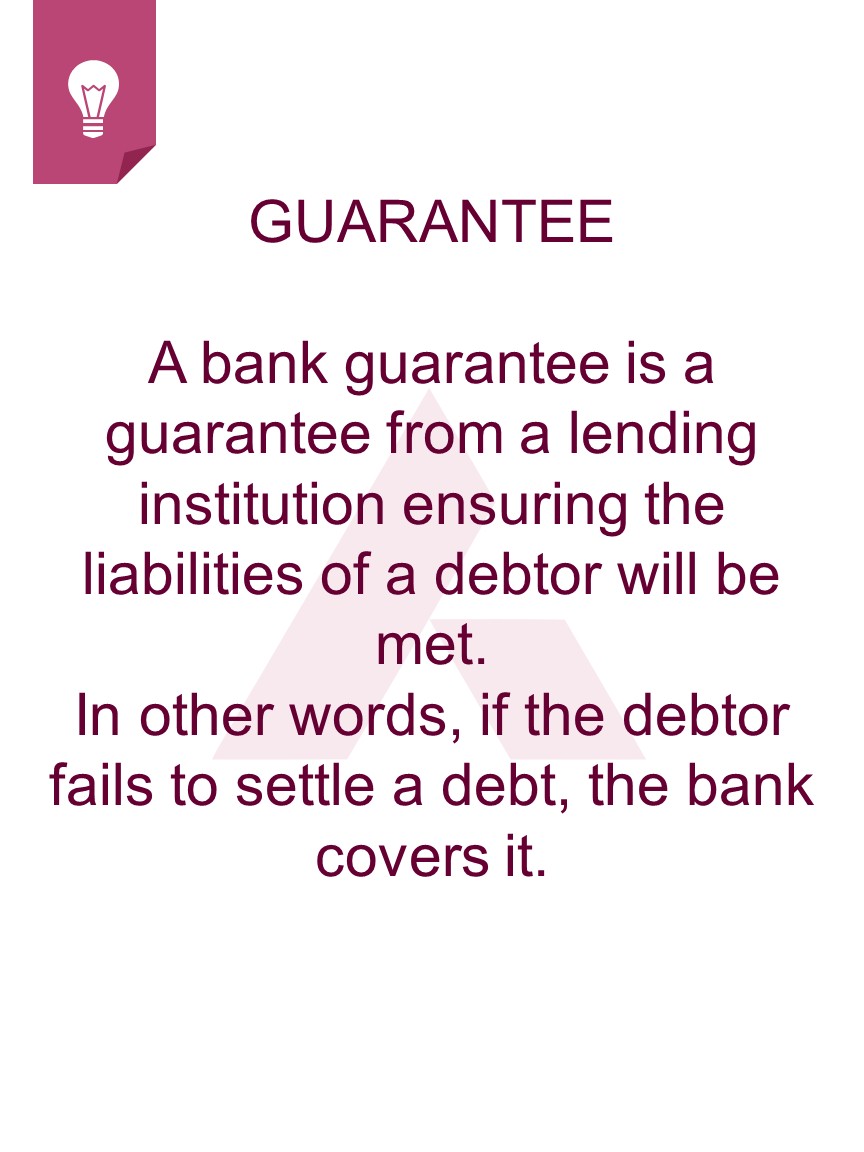 GUARANTEE
A bank guarantee is a
guarantee from a lending
institution ensuring the
liabilities of a debtor will be
met.
In other words, if the debtor
fails to settle a debt, the bank
covers it.